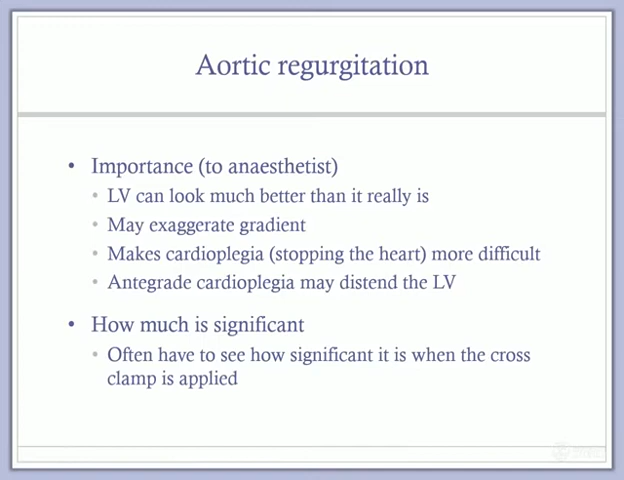 Aortic regurgitation
• Importance (to anaesthetist)
• LV can look much better than it really is
• May exaggerate gradient
• Makes cardioplegia (stopping the heart) more difficult
• Antegrade cardioplegia may distend the LV
• How much is significant
• Often have to see how significant it is when the cross
clamp is applied